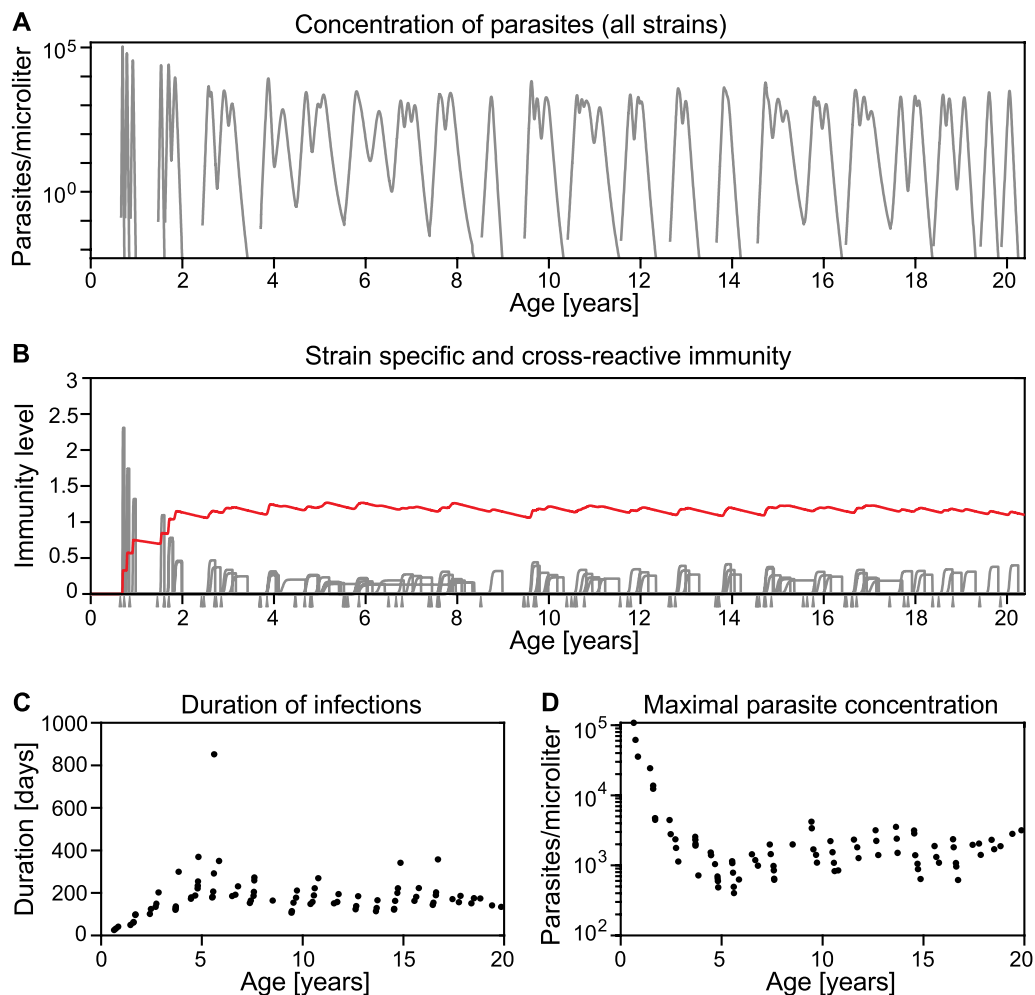 A
Concentration of parasites (all strains)
Parasites/microliter
10^5
10^0
0 2 4 6 8 10 12 14 16 18 20
Age [years]
B
Strain specific and cross-reactive immunity
Immunity level
3
2.5
2
1.5
1
0.5
0
0 2 4 6 8 10 12 14 16 18 20
Age [years]
C
Duration of infections
Duration [days]
1000
800
600
400
200
0
0 5 10 15 20
Age [years]
D
Maximal parasite concentration
Parasites/microliter
10^5
10^4
10^3
10^2
0 5 10 15 20
Age [years]